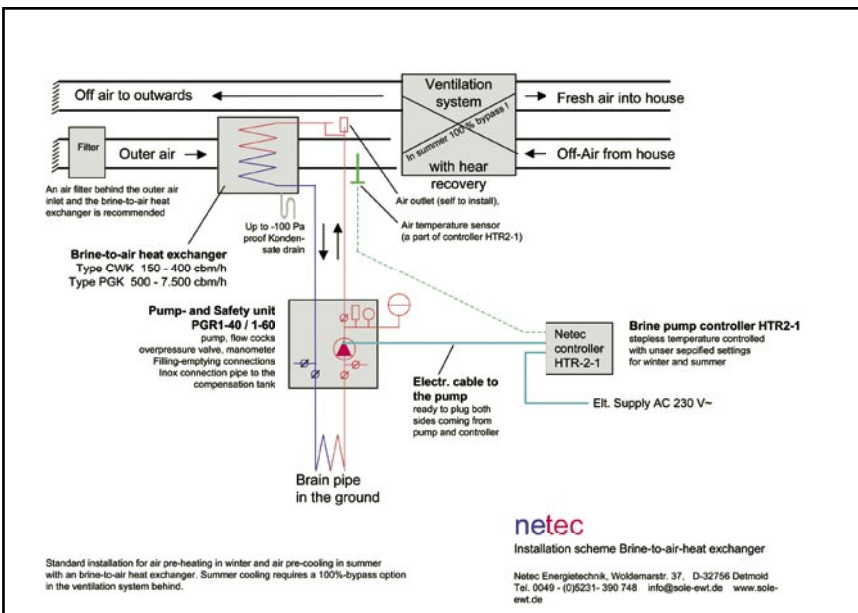 Off air to outwards
Ventilation
system
Fresh air into house
In summer 100 % bypass !
Filter
Outer air
with hear
recovery
Off-Air from house
An air filter behind the outer air
inlet and the brine-to-air heat
exchanger is recommended
Air outlet (self to install),
Up to -100 Pa
proof Konden-
sate drain
Air temperature sensor
(a part of controller HTR2-1)
Brine-to-air heat exchanger
Type CWK 150 - 400 cbm/h
Type PGK 500 - 7.500 cbm/h
Pump- and Safety unit
PGR1-40 / 1-60
pump, flow cocks
overpressure valve, manometer
Filling-emptying connections
Inox connection pipe to the
compensation tank
Netec
controller
HTR-2-1
Brine pump controller HTR2-1
stepless temperature controlled
with unser sepcified settings
for winter and summer
Electr. cable to
the pump
ready to plug both
sides coming from
pump and controller
Elt. Supply AC 230 V~
Brain pipe
in the ground
netec
Installation scheme Brine-to-air-heat exchanger
Standard installation for air pre-heating in winter and air pre-cooling in summer
with an brine-to-air heat exchanger. Summer cooling requires a 100%-bypass option
in the ventilation system behind.
Netec Energietechnik, Woldemarstr. 37, D-32756 Detmold
Tel. 0049 - (0)5231- 390 748 info@sole-ewt.de www.sole-
ewt.de